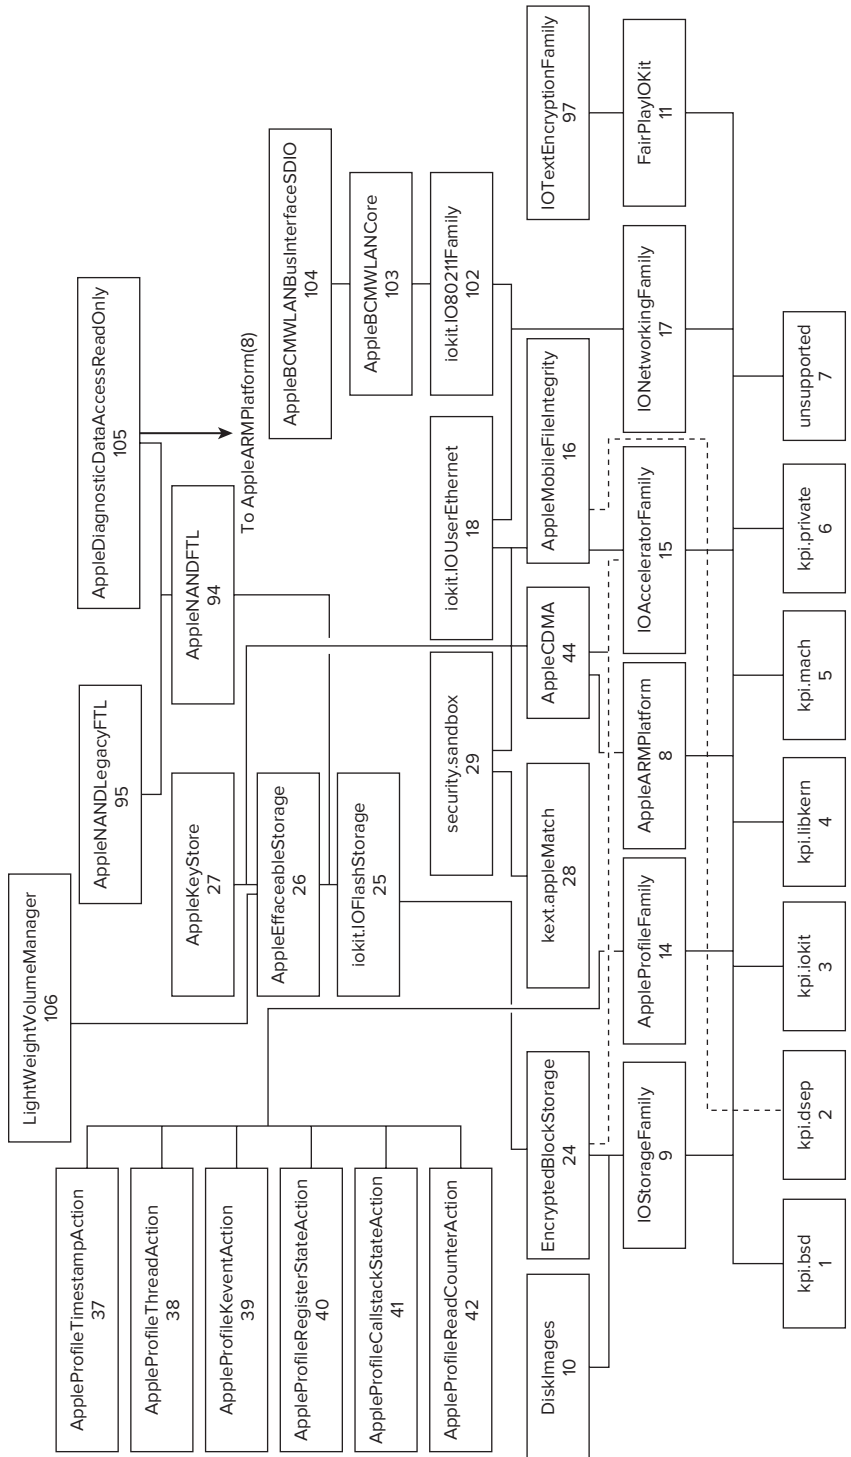 LightWeightVolumeManager
106
AppleNANDLegacyFTL
95
AppleDiagnosticDataAccessReadOnly
105
AppleProfileTimestampAction
37
AppleProfileThreadAction
38
AppleProfileKeventAction
39
AppleProfileRegisterStateAction
40
AppleProfileCallstackStateAction
41
AppleProfileReadCounterAction
42
AppleKeyStore
27
AppleNANDFTL
94
To AppleARMPlatform(8)
AppleEffaceableStorage
26
AppleBCMWLANBusInterfaceSDIO
104
iokit.IOFlashStorage
25
AppleBCMWLANCore
103
security.sandbox
29
iokit.IOUserEthernet
18
iokit.IO80211Family
102
DiskImages
10
EncryptedBlockStorage
24
kext.appleMatch
28
AppleCDMA
44
AppleMobileFileIntegrity
16
IOTextEncryptionFamily
97
IOStorageFamily
9
AppleProfileFamily
14
AppleARMPlatform
8
IOAcceleratorFamily
15
IONetworkingFamily
17
FairPlayIOKit
11
kpi.bsd
1
kpi.dsep
2
kpi.iokit
3
kpi.libkern
4
kpi.mach
5
kpi.private
6
unsupported
7